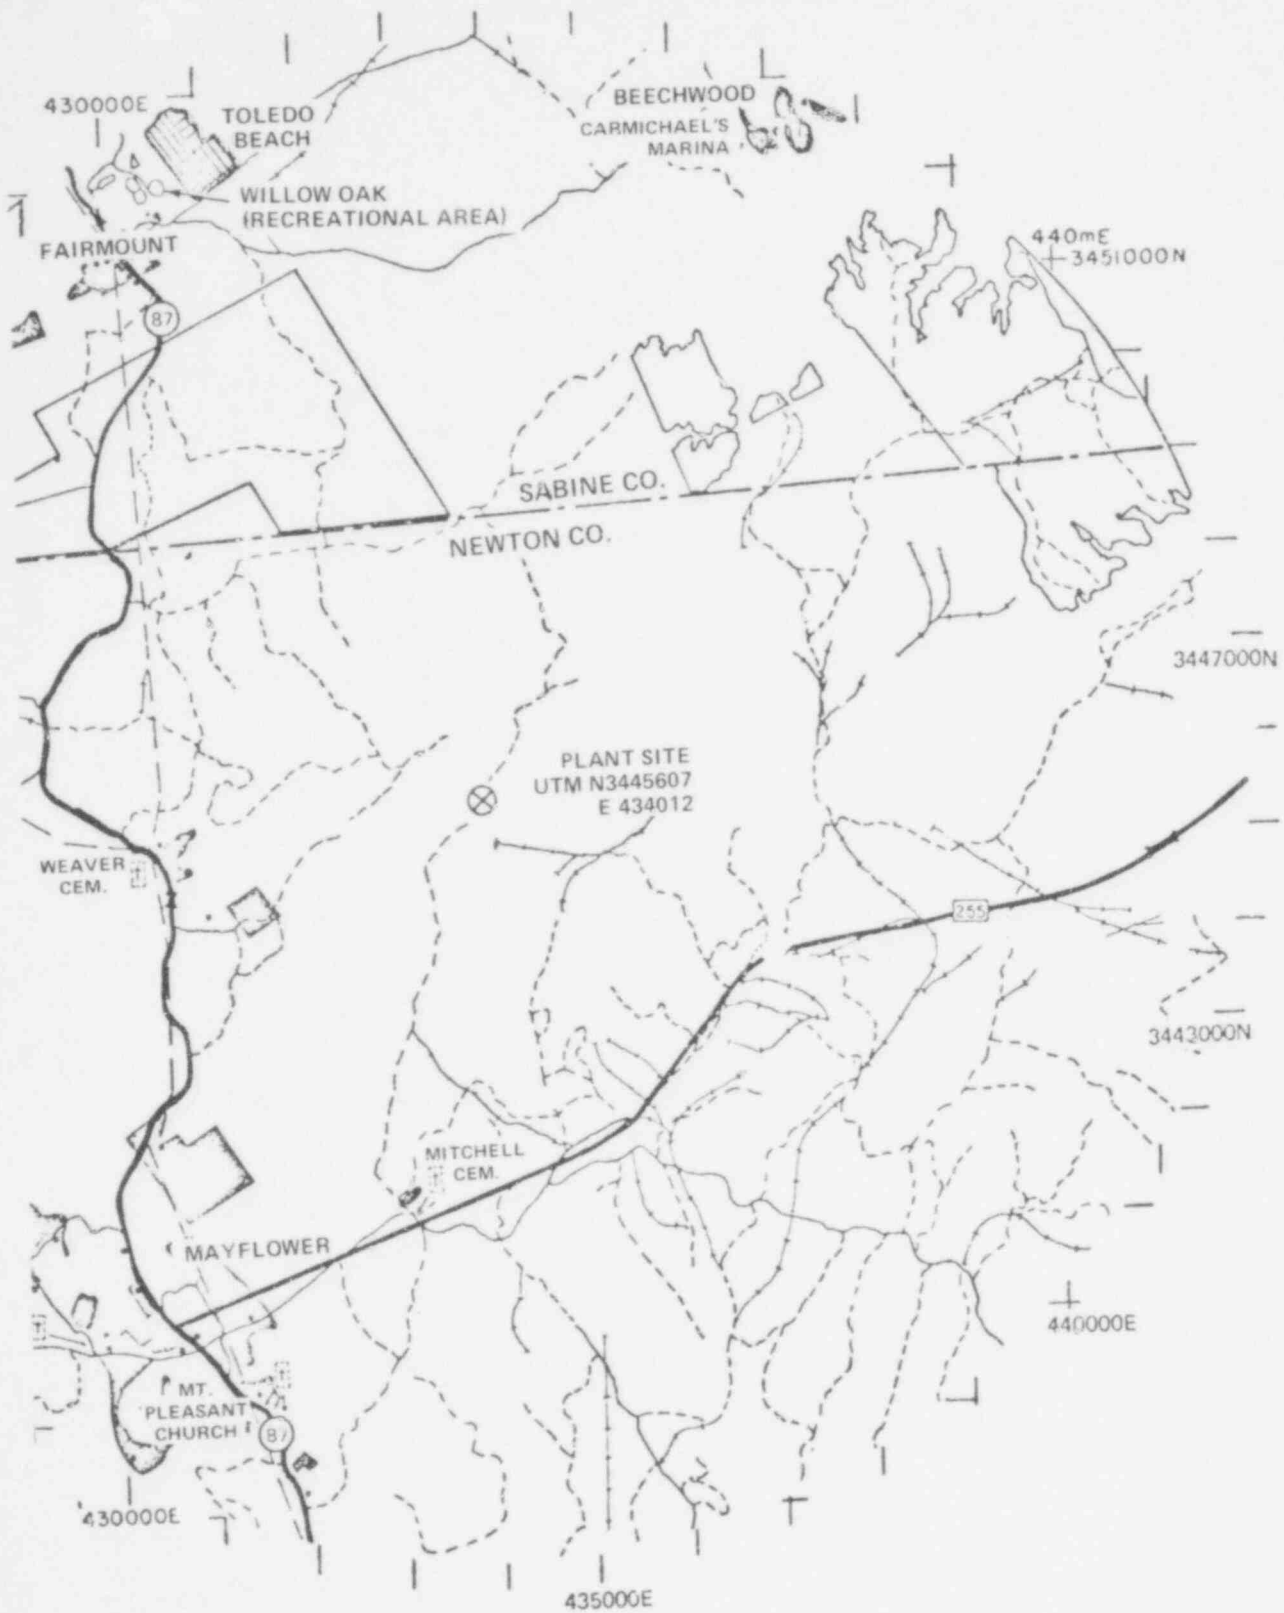 430000E
TOLEDO
BEACH
BEECHWOOD
CARMICHAEL'S
MARINA
WILLOW OAK
(RECREATIONAL AREA)
FAIRMOUNT
440mE
3451000N
87
SABINE CO.
NEWTON CO.
3447000N
PLANT SITE
UTM N3445607
E 434012
WEAVER
CEM.
255
3443000N
MITCHELL
CEM.
MAYFLOWER
440000E
MT.
PLEASANT
CHURCH
87
430000E
435000E